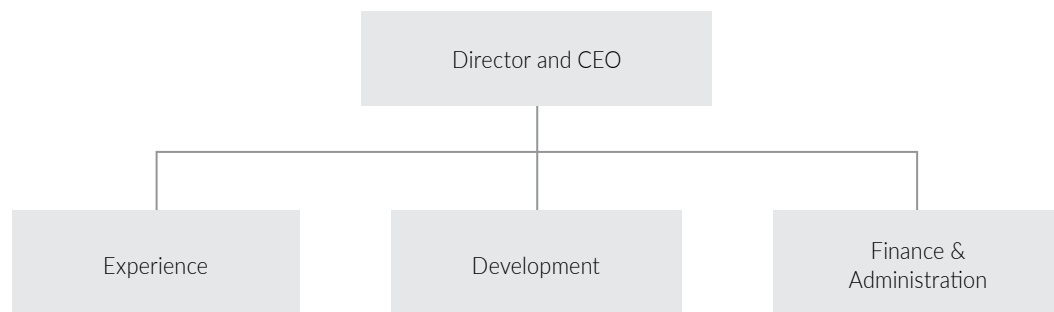 Director and CEO
Experience
Development
Finance &
Administration